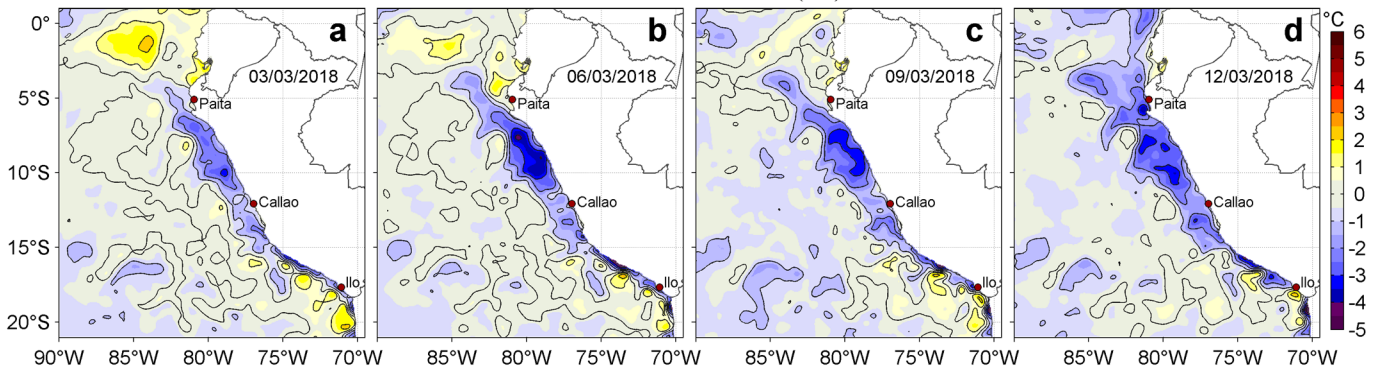 a b c d
°C
03/03/2018 06/03/2018 09/03/2018 12/03/2018
Paita Paita Paita Paita
Callao Callao Callao Callao
Ilo Ilo Ilo Ilo
0°
5°S
10°S
15°S
20°S
90°W 85°W 80°W 75°W 70°W 85°W 80°W 75°W 70°W 85°W 80°W 75°W 70°W 85°W 80°W 75°W 70°W
6
5
4
3
2
1
0
-1
-2
-3
-4
-5